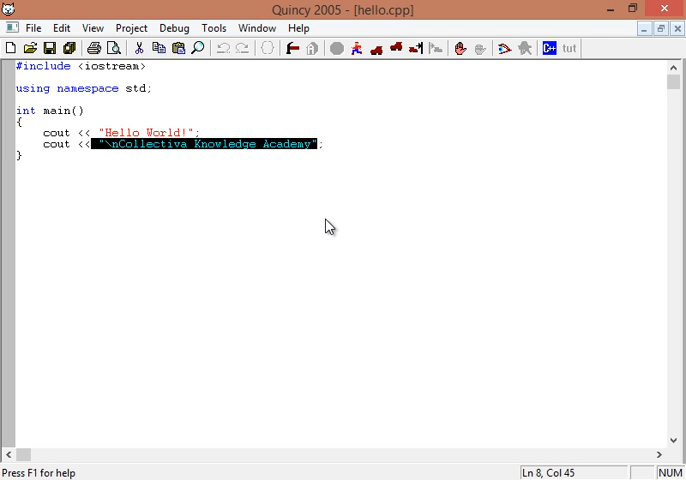 Quincy 2005 - [hello.cpp]
File Edit View Project Debug Tools Window Help
C++ tut
#include <iostream>
using namespace std;
int main()
{
cout << "Hello World!";
cout << "\nCollectiva Knowledge Academy";
}
Press F1 for help
Ln 8, Col 45
NUM